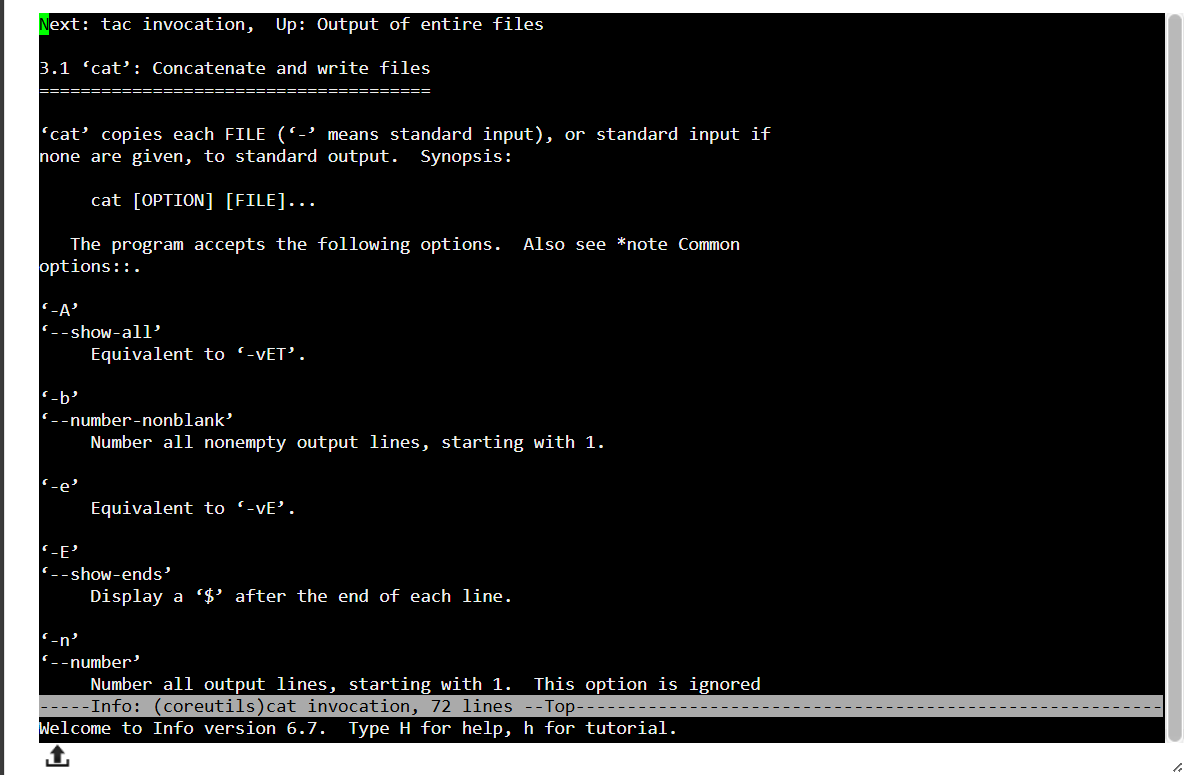 Next: tac invocation,  Up: Output of entire files
3.1 ‘cat’: Concatenate and write files
======================================
‘cat’ copies each FILE (‘-’ means standard input), or standard input if
none are given, to standard output.  Synopsis:
     cat [OPTION] [FILE]...
   The program accepts the following options.  Also see *note Common
options::.
‘-A’
‘--show-all’
     Equivalent to ‘-vET’.
‘-b’
‘--number-nonblank’
     Number all nonempty output lines, starting with 1.
‘-e’
     Equivalent to ‘-vE’.
‘-E’
‘--show-ends’
     Display a ‘$’ after the end of each line.
‘-n’
‘--number’
     Number all output lines, starting with 1.  This option is ignored
-----Info: (coreutils)cat invocation, 72 lines --Top---------------------------------------------------------
Welcome to Info version 6.7.  Type H for help, h for tutorial.